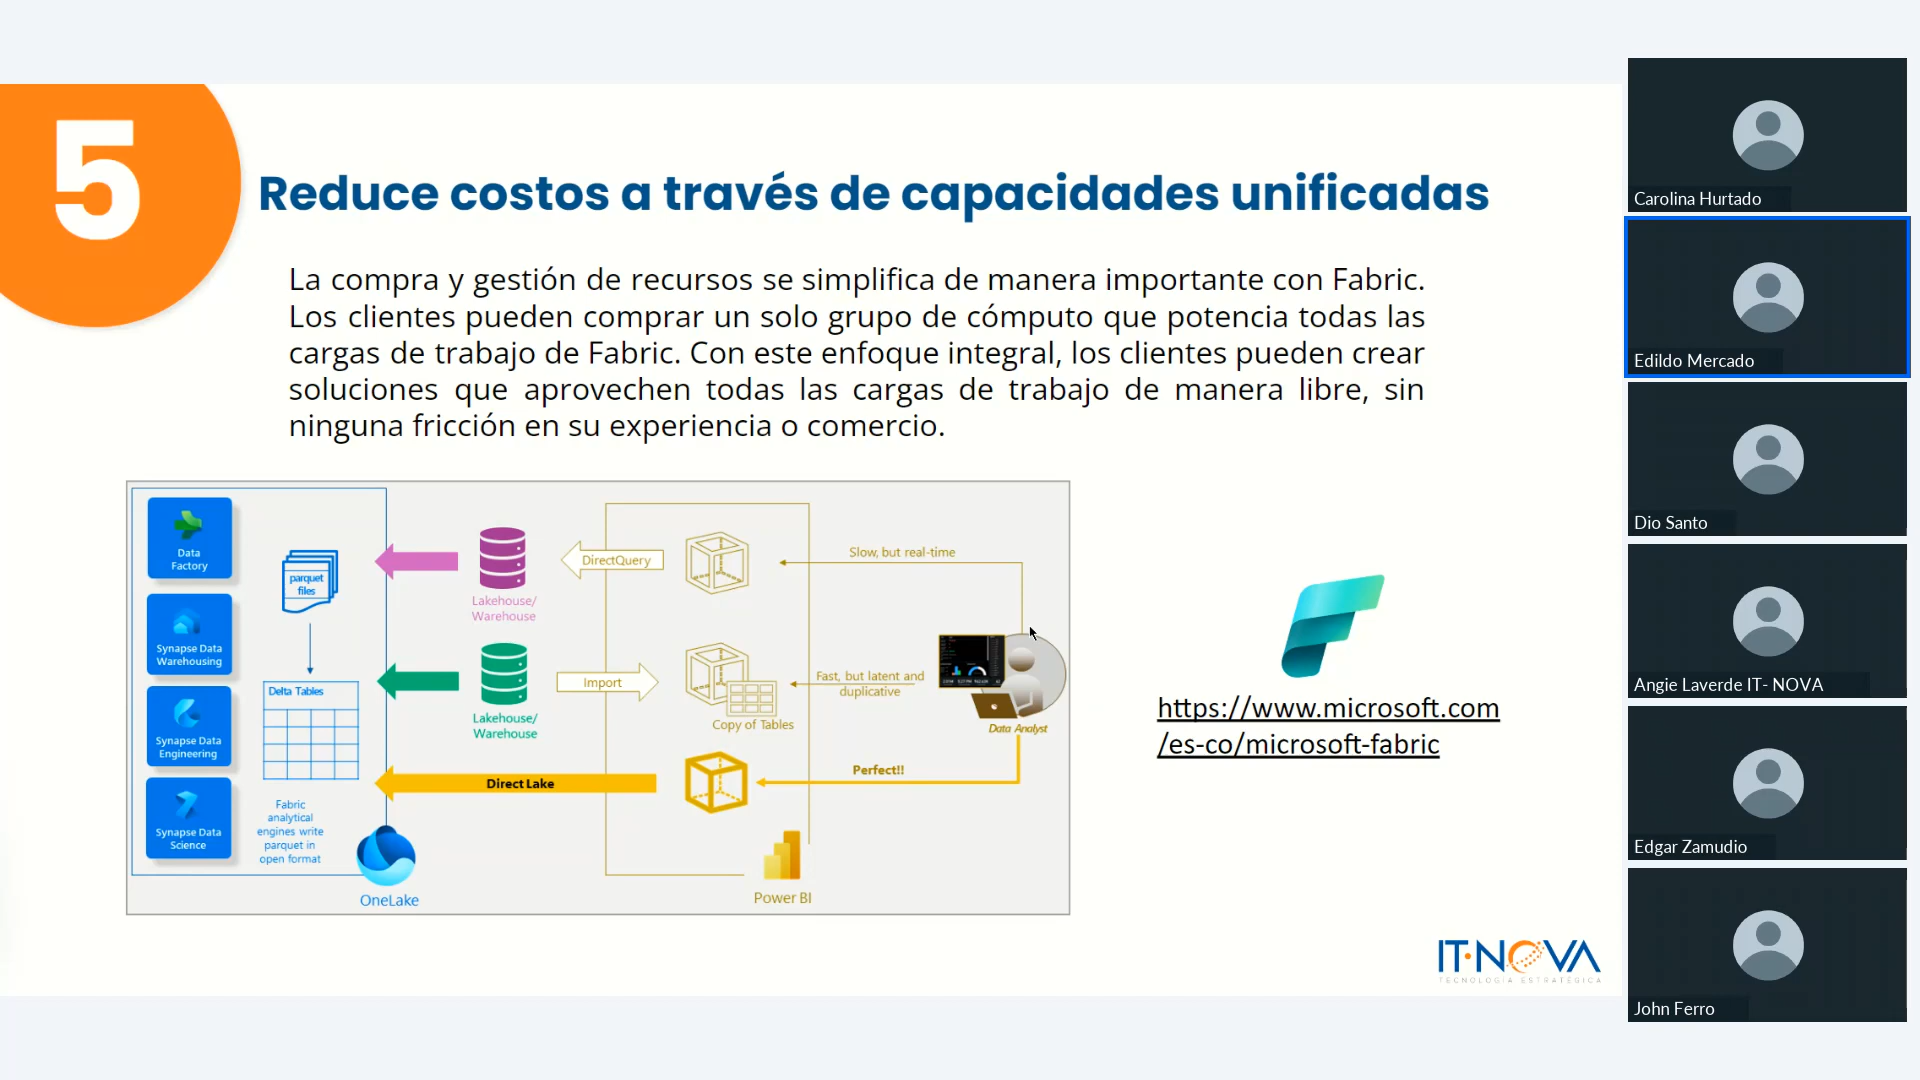 5
Reduce costos a través de capacidades unificadas
La compra y gestión de recursos se simplifica de manera importante con Fabric.
Los clientes pueden comprar un solo grupo de cómputo que potencia todas las
cargas de trabajo de Fabric. Con este enfoque integral, los clientes pueden crear
soluciones que aprovechen todas las cargas de trabajo de manera libre, sin
ninguna fricción en su experiencia o comercio.
Data
Factory
Synapse Data
Warehousing
Synapse Data
Engineering
Synapse Data
Science
parquet
files
Delta Tables
Fabric
analytical
engines write
parquet in
open format
OneLake
Lakehouse/
Warehouse
Lakehouse/
Warehouse
DirectQuery
Import
Direct Lake
Copy of Tables
Power BI
Slow, but real-time
Fast, but latent and
duplicative
Perfect!!
Data Analyst
https://www.microsoft.com
/es-co/microsoft-fabric
IT·NOVA
TECNOLOGÍA ESTRATÉGICA
Carolina Hurtado
Edildo Mercado
Dio Santo
Angie Laverde IT- NOVA
Edgar Zamudio
John Ferro